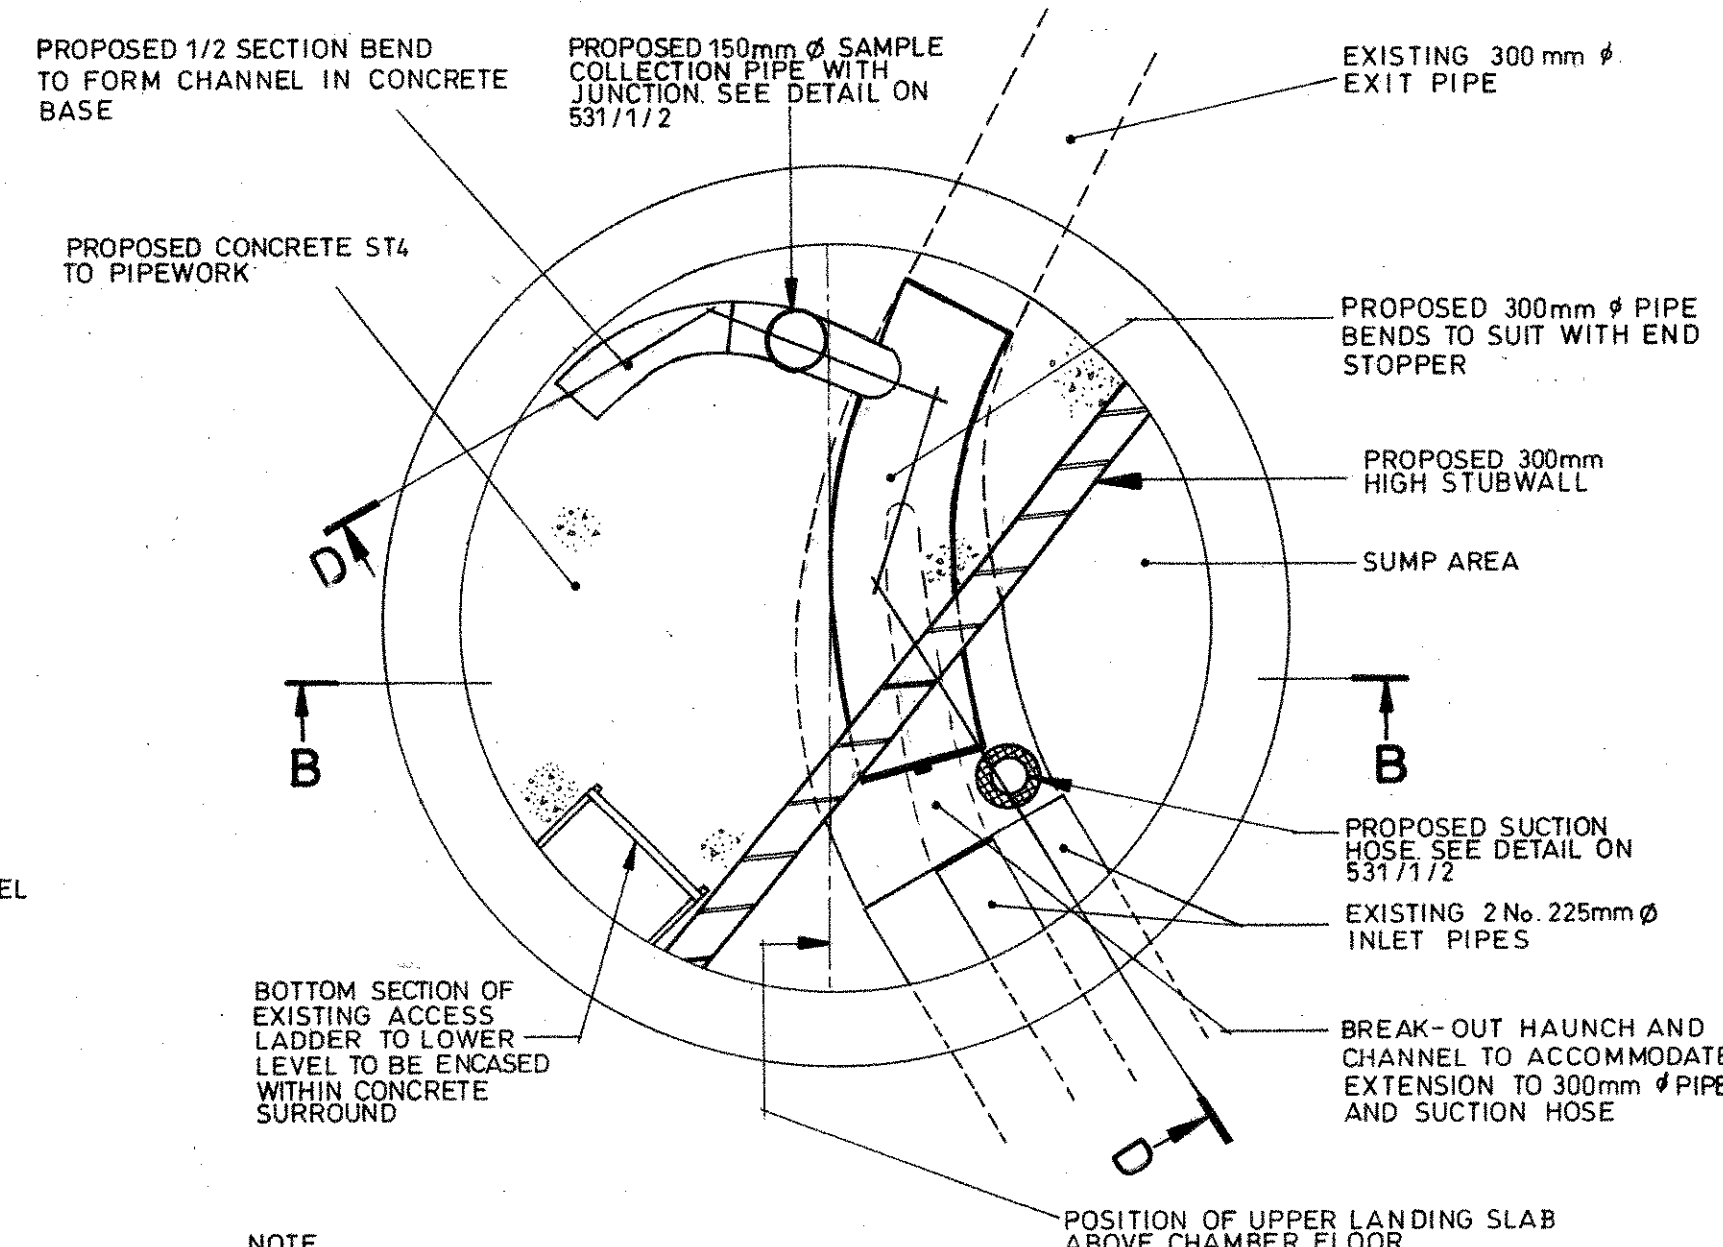 PROPOSED 1/2 SECTION BEND
TO FORM CHANNEL IN CONCRETE
BASE
PROPOSED 150mm Ø SAMPLE
COLLECTION PIPE WITH
JUNCTION. SEE DETAIL ON
531/1/2
EXISTING 300 mm ϕ
EXIT PIPE
PROPOSED CONCRETE ST4
TO PIPEWORK
PROPOSED 300mm ϕ PIPE
BENDS TO SUIT WITH END
STOPPER
PROPOSED 300mm
HIGH STUBWALL
SUMP AREA
D
B
B
PROPOSED SUCTION
HOSE. SEE DETAIL ON
531/1/2
EL
EXISTING 2 No. 225mm Ø
INLET PIPES
BOTTOM SECTION OF
EXISTING ACCESS
LADDER TO LOWER
LEVEL TO BE ENCASED
WITHIN CONCRETE
SURROUND
BREAK-OUT HAUNCH AND
CHANNEL TO ACCOMMODATE
EXTENSION TO 300mm ϕ PIPE
AND SUCTION HOSE
D
POSITION OF UPPER LANDING SLAB
ABOVE CHAMBER FLOOR
NOTE